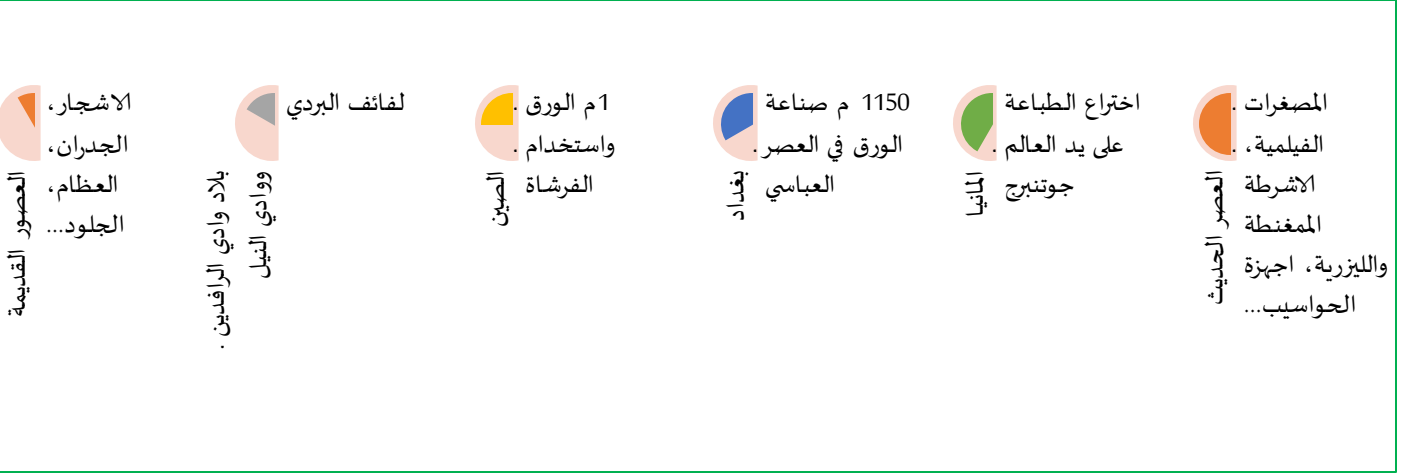 الاشجار،
الجدران،
العظام،
الجلود...
العصور القديمة
لفائف البردي
بلاد وادي الرافدين
ووادي النيل .
1م الورق .
واستخدام .
الفرشاة
الصين
1150 م صناعة
الورق في العصر .
العباسي
بغداد
اختراع الطباعة
على يد العالم .
جوتنبرج
المانيا
المصغرات .
الفيلمية، .
الاشرطة
الممغنطة
والليزرية، اجهزة
الحواسيب...
العصر الحديث